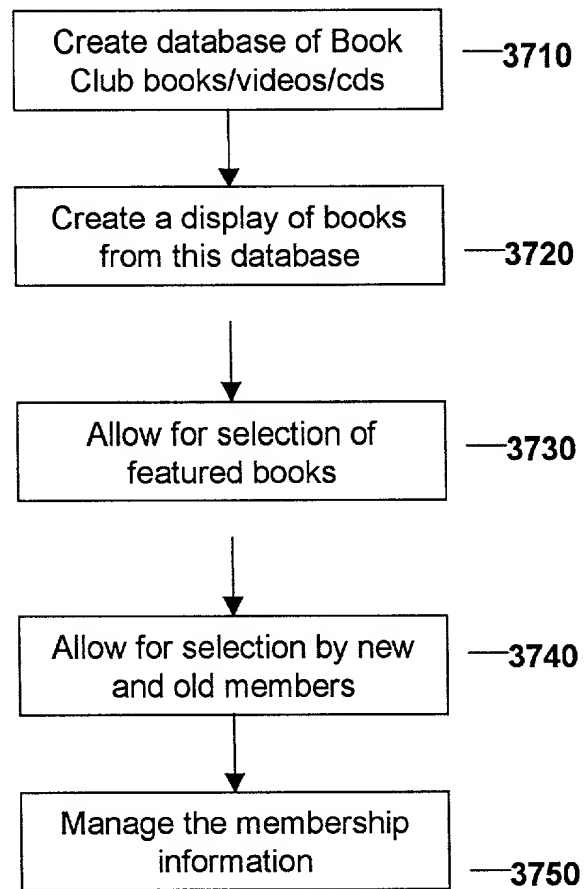 Create database of Book
Club books/videos/cds
3710
Create a display of books
from this database
3720
Allow for selection of
featured books
3730
Allow for selection by new
and old members
3740
Manage the membership
information
3750